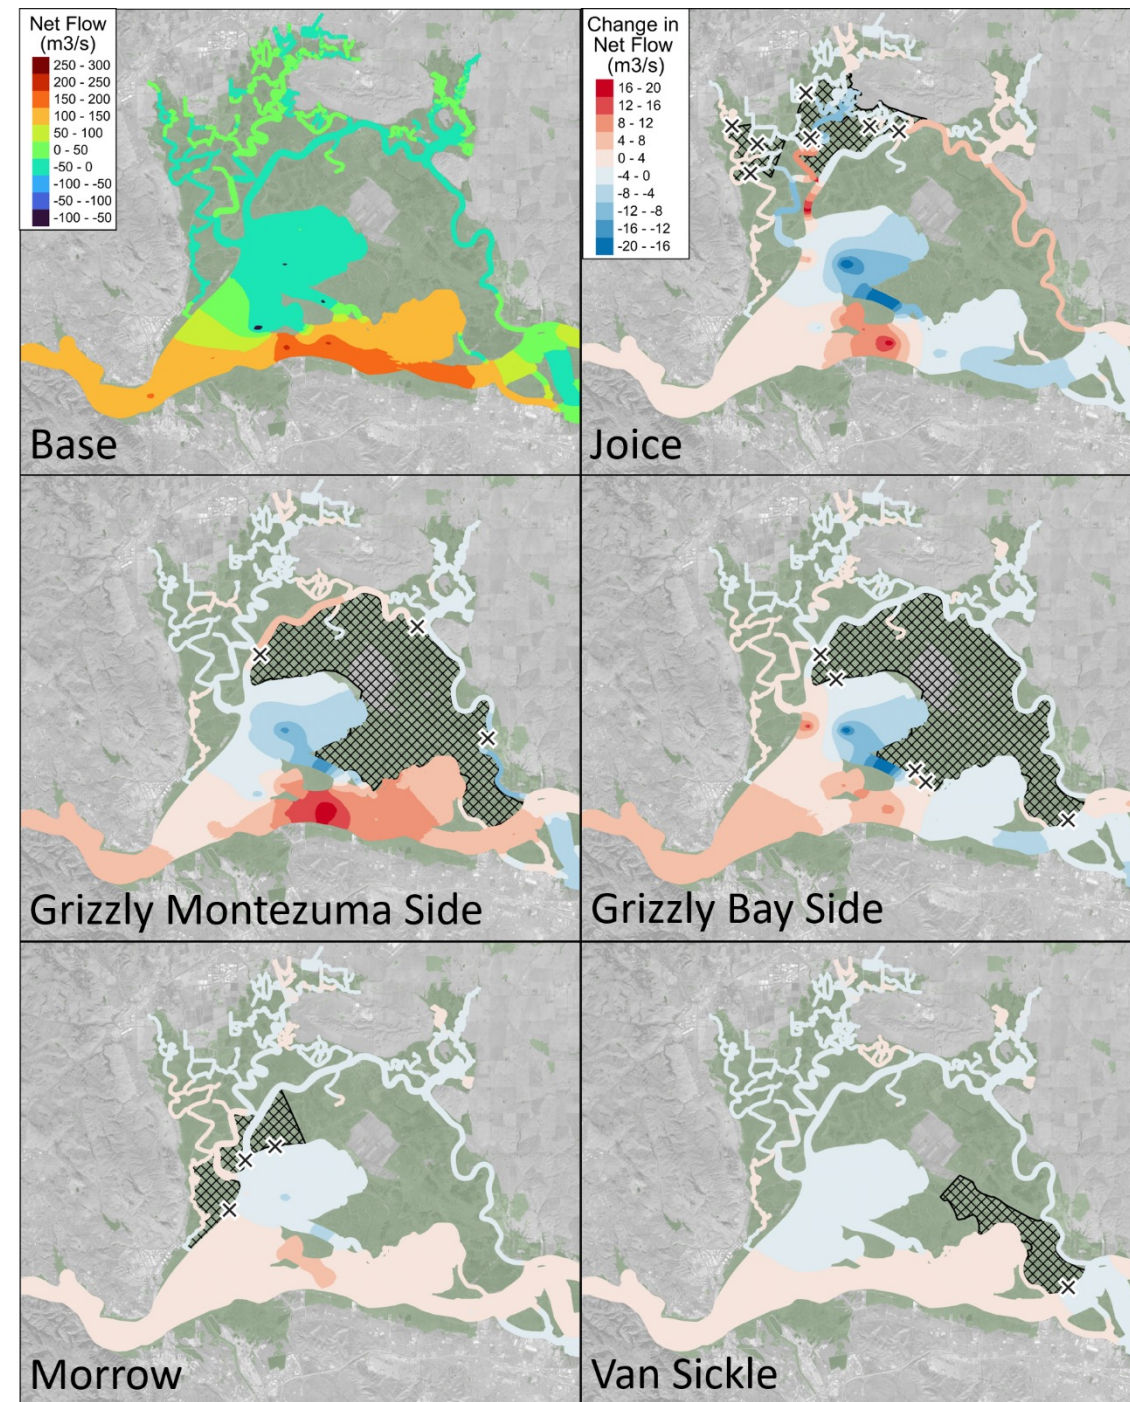 Net Flow
(m3/s)
250 - 300
200 - 250
150 - 200
100 - 150
50 - 100
0 - 50
-50 - 0
-100 - -50
-50 - -100
-100 - -50
Base
Change in
Net Flow
(m3/s)
16 - 20
12 - 16
8 - 12
4 - 8
0 - 4
-4 - 0
-8 - -4
-12 - -8
-16 - -12
-20 - -16
Joice
Grizzly Montezuma Side
Grizzly Bay Side
Morrow
Van Sickle